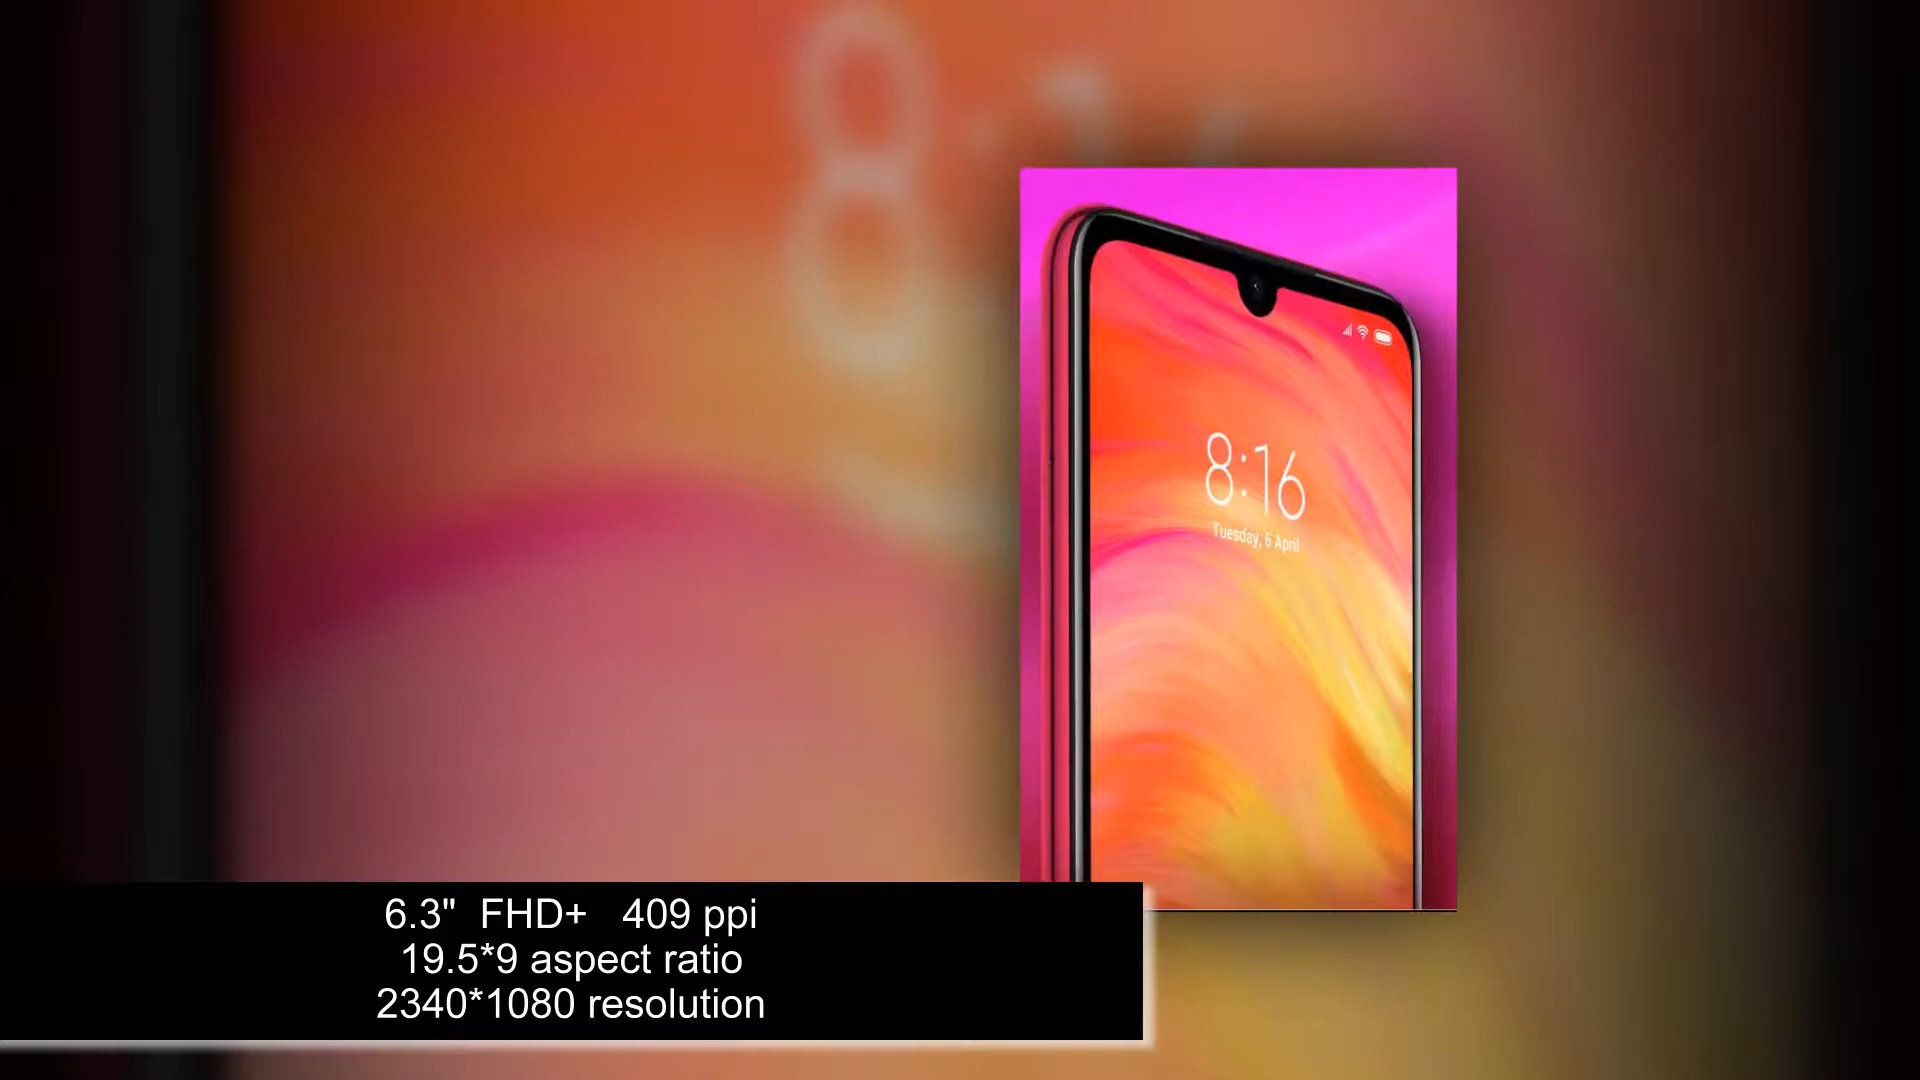 8:16
Tuesday, 6 April
6.3" FHD+ 409 ppi
19.5*9 aspect ratio
2340*1080 resolution